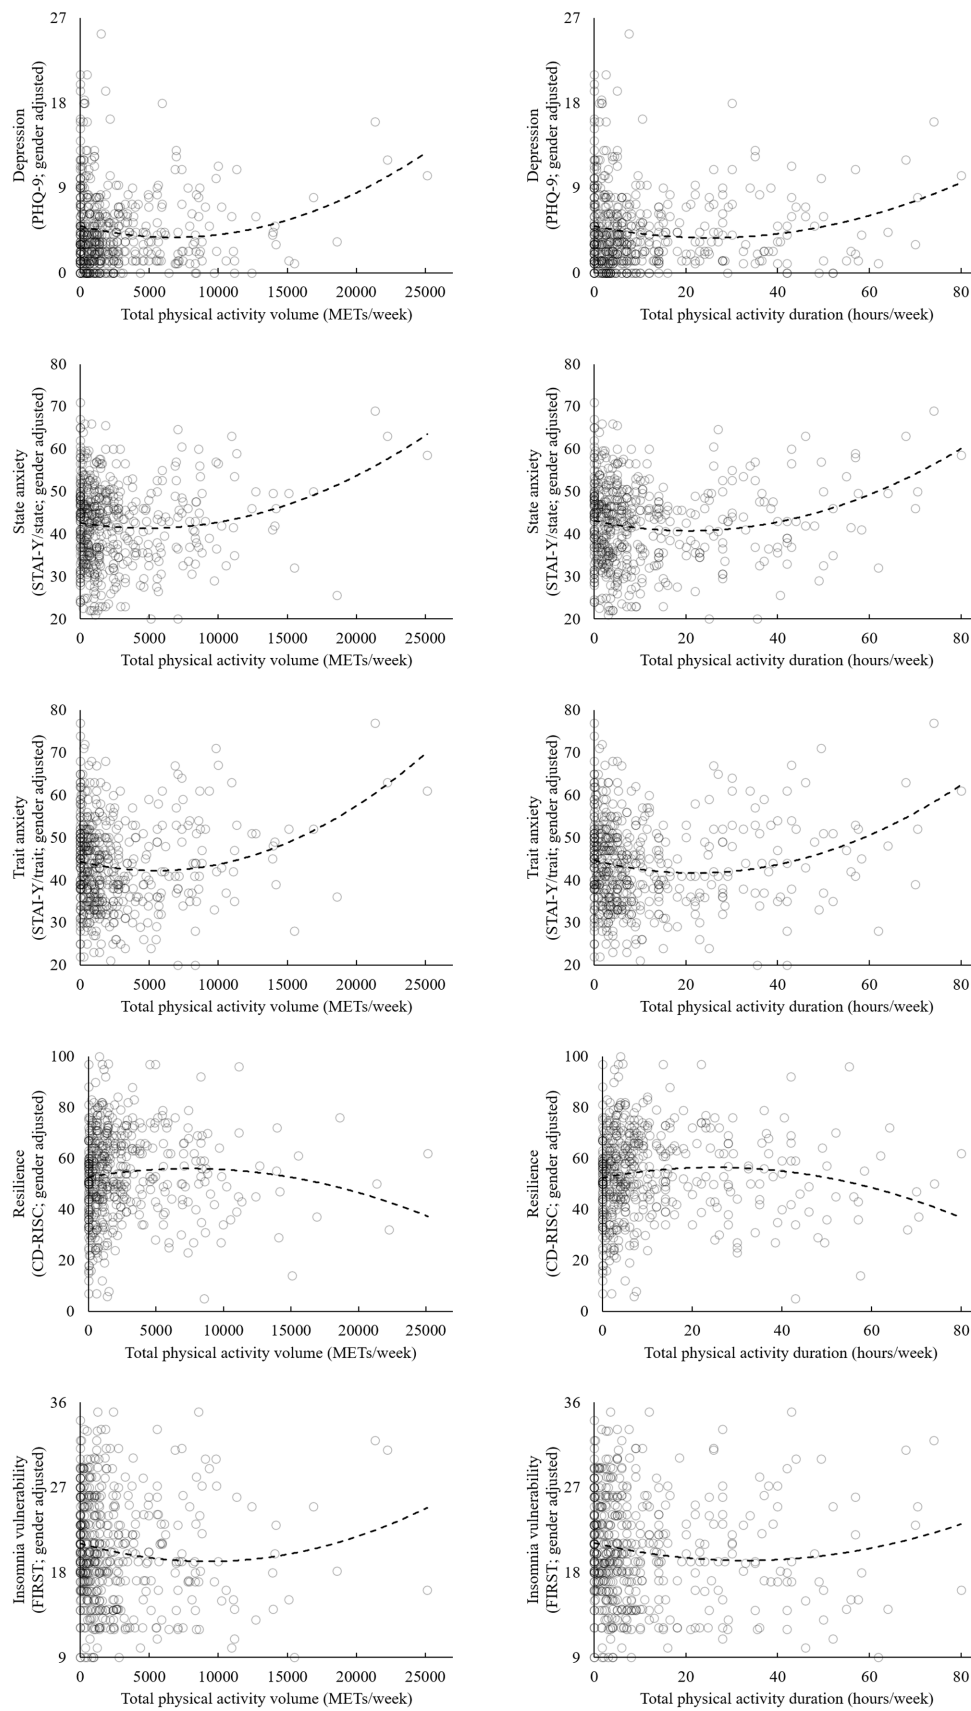 27
18
9
0
Depression
(PHQ-9; gender adjusted)
0 5000 10000 15000 20000 25000
Total physical activity volume (METs/week)
27
18
9
0
Depression
(PHQ-9; gender adjusted)
0 20 40 60 80
Total physical activity duration (hours/week)
80
70
60
50
40
30
20
State anxiety
(STAI-Y/state; gender adjusted)
0 5000 10000 15000 20000 25000
Total physical activity volume (METs/week)
80
70
60
50
40
30
20
State anxiety
(STAI-Y/state; gender adjusted)
0 20 40 60 80
Total physical activity duration (hours/week)
80
70
60
50
40
30
20
Trait anxiety
(STAI-Y/trait; gender adjusted)
0 5000 10000 15000 20000 25000
Total physical activity volume (METs/week)
80
70
60
50
40
30
20
Trait anxiety
(STAI-Y/trait; gender adjusted)
0 20 40 60 80
Total physical activity duration (hours/week)
100
80
60
40
20
0
Resilience
(CD-RISC; gender adjusted)
0 5000 10000 15000 20000 25000
Total physical activity volume (METs/week)
100
80
60
40
20
0
Resilience
(CD-RISC; gender adjusted)
0 20 40 60 80
Total physical activity duration (hours/week)
36
27
18
9
Insomnia vulnerability
(FIRST; gender adjusted)
0 5000 10000 15000 20000 25000
Total physical activity volume (METs/week)
36
27
18
9
Insomnia vulnerability
(FIRST; gender adjusted)
0 20 40 60 80
Total physical activity duration (hours/week)